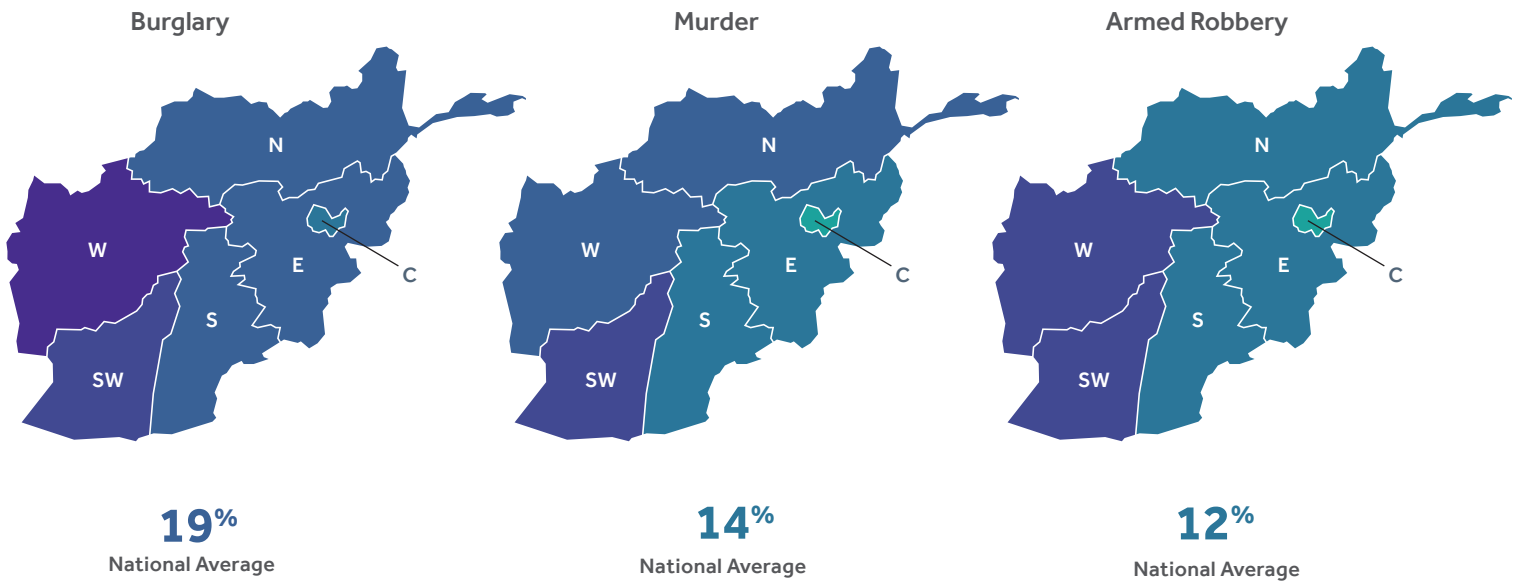 Burglary
N
W
E
C
S
SW
19%
National Average
Murder
N
W
E
C
S
SW
14%
National Average
Armed Robbery
N
W
E
C
S
SW
12%
National Average